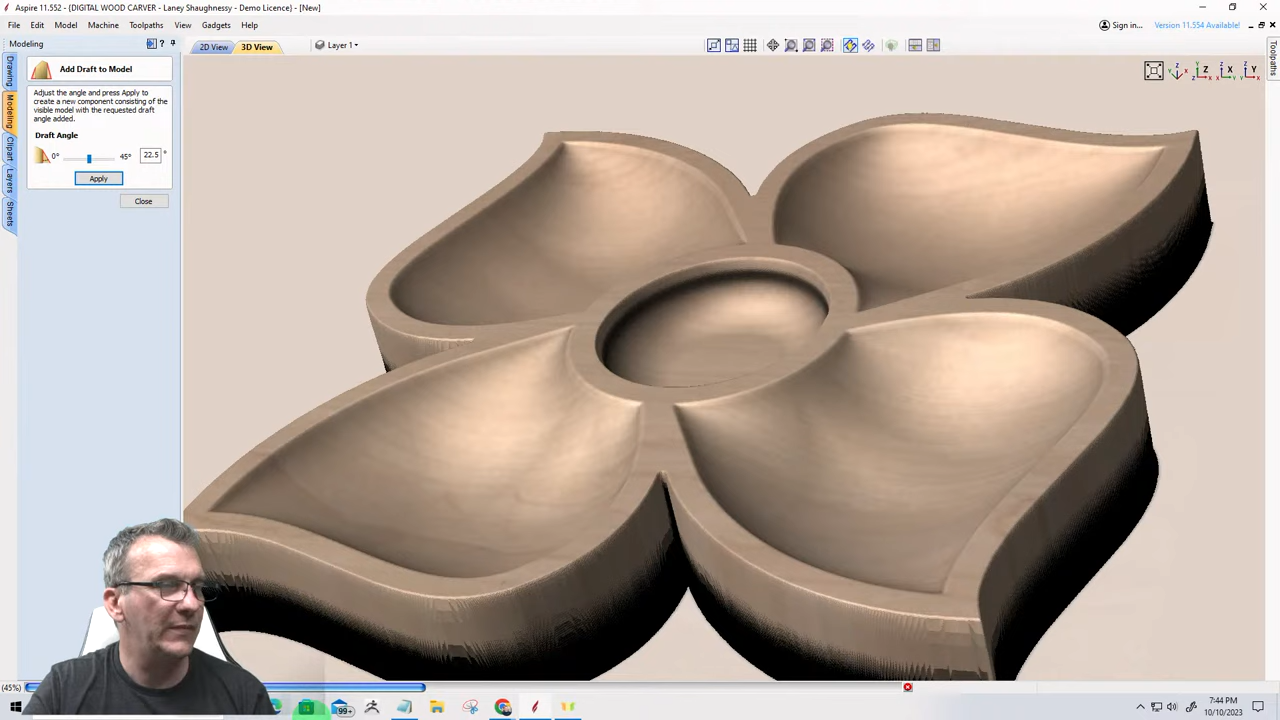 Aspire 11.552 - {DIGITAL WOOD CARVER - Laney Shaughnessy - Demo Licence} - [New]
File Edit Model Machine Toolpaths View Gadgets Help
Sign in... Version 11.554 Available!
Modeling
2D View 3D View Layer 1
Add Draft to Model
Adjust the angle and press Apply to
create a new component consisting of the
visible model with the requested draft
angle added.
Draft Angle
0° 45° 22.5 °
Apply
Close
Drawing
Modeling
Clipart
Layers
Sheets
Toolpaths
Z X Y
(45%)
99+
7:44 PM
10/10/2023